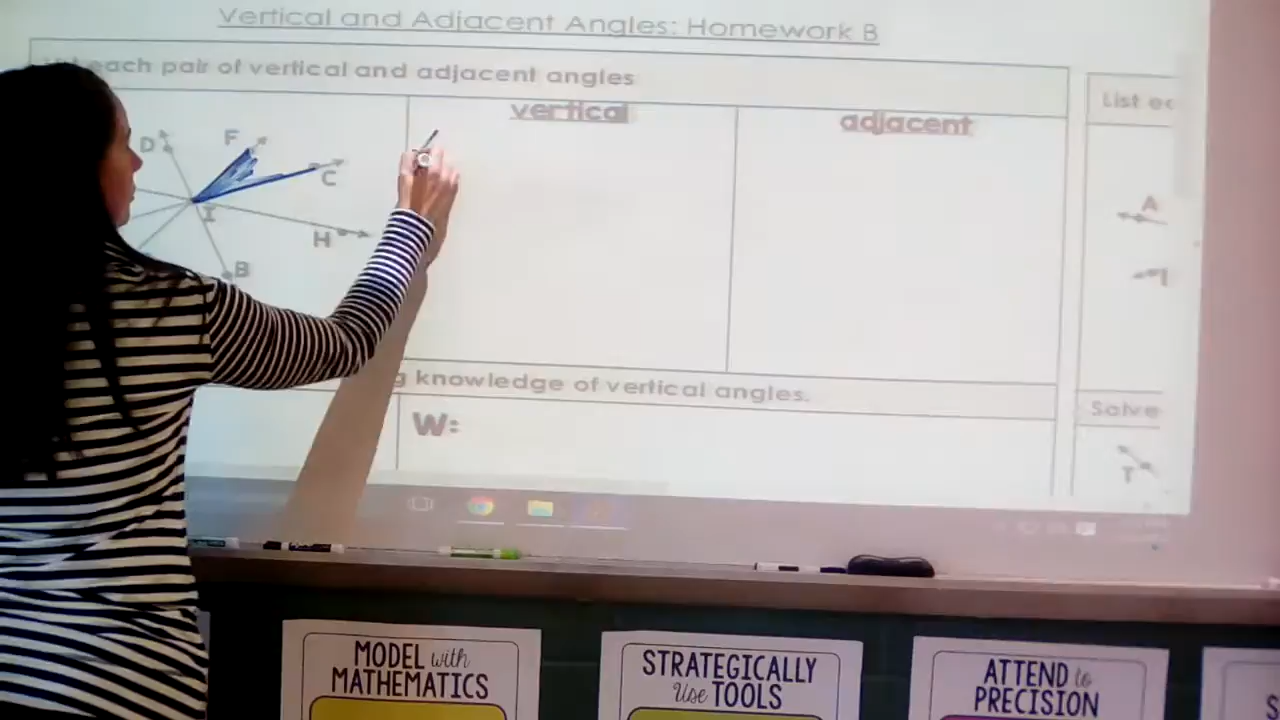 Vertical and Adjacent Angles: Homework B
each pair of vertical and adjacent angles
List
vertical
adjacent
D
F
C
I
H
B
A
knowledge of vertical angles.
Solve
W:
T
MODEL with
MATHEMATICS
STRATEGICALLY
Use TOOLS
ATTEND to
PRECISION
S